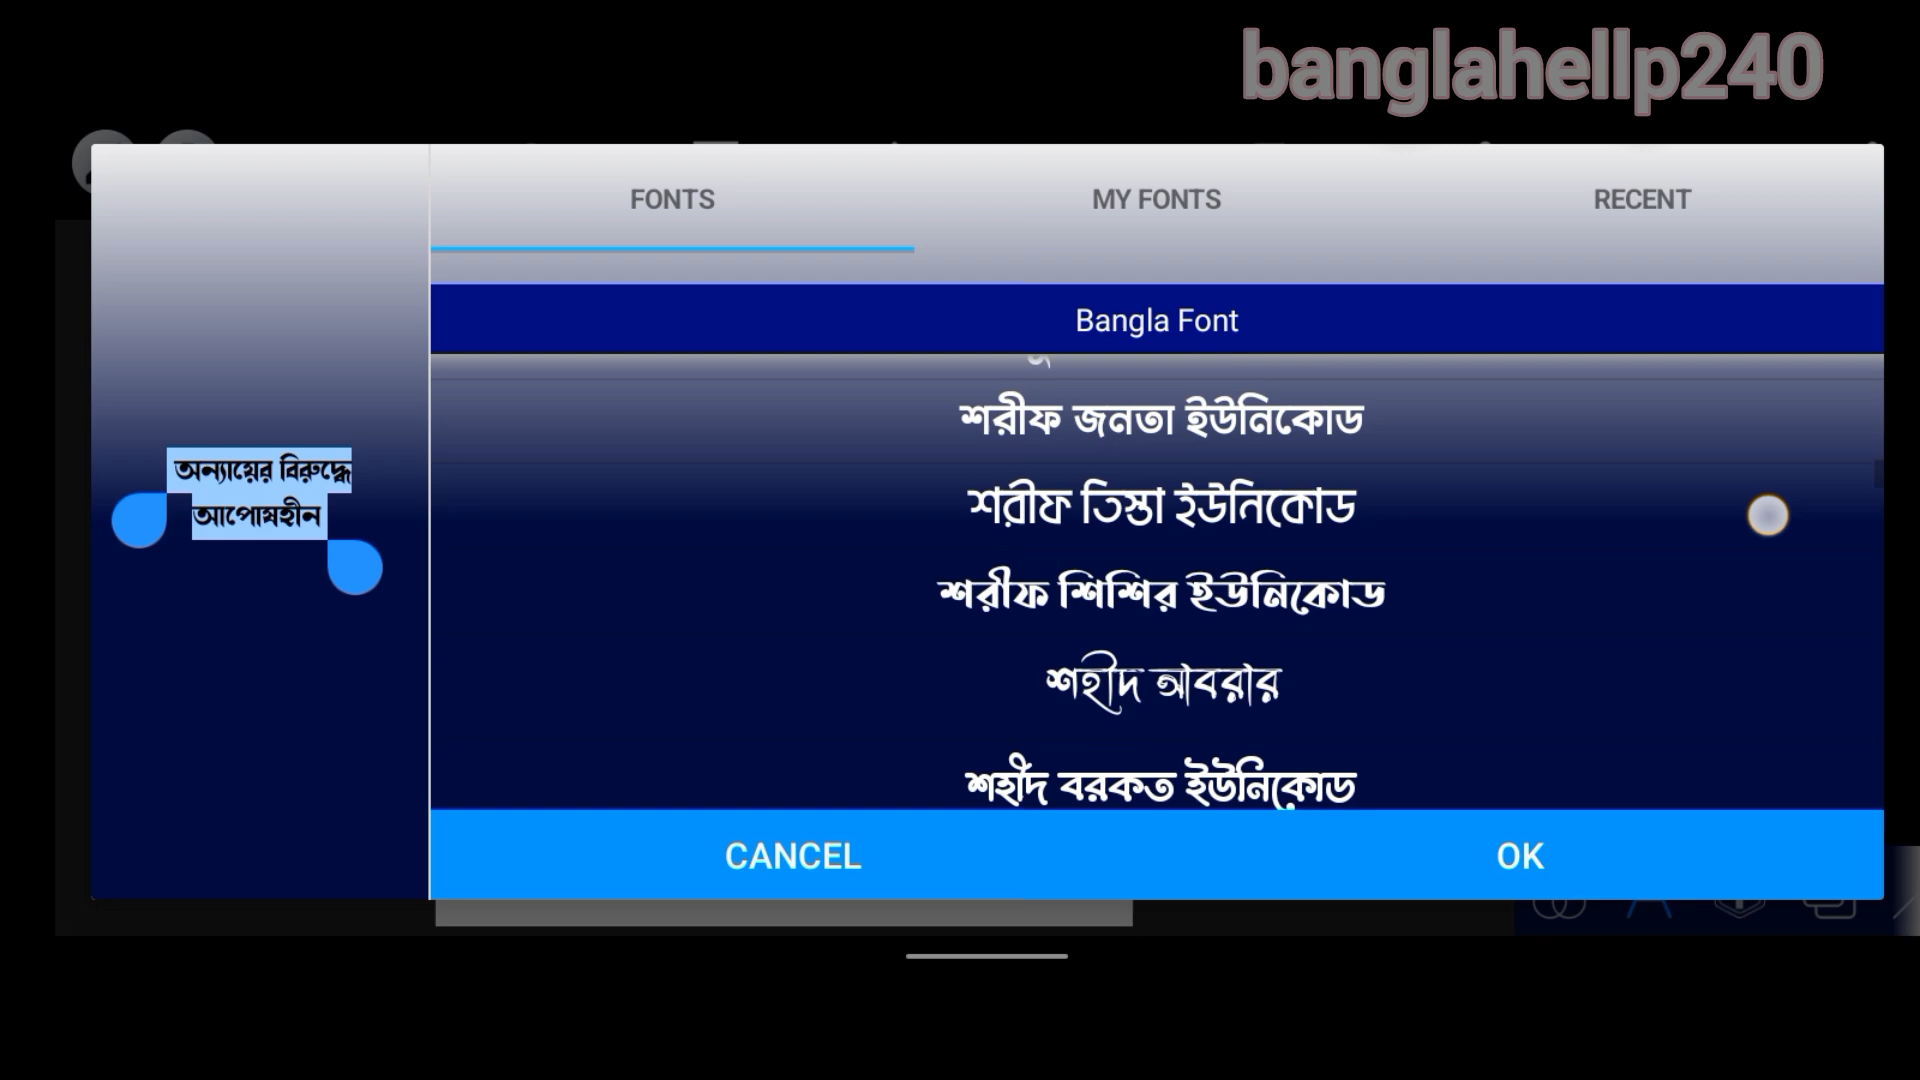 banglahellp240
FONTS
MY FONTS
RECENT
Bangla Font
অন্যায়ের বিরুদ্ধে
আপোষহীন
শরীফ জনতা ইউনিকোড
শরীফ তিস্তা ইউনিকোড
শরীফ শিশির ইউনিকোড
শহীদ আবরার
শহীদ বরকত ইউনিকোড
CANCEL
OK